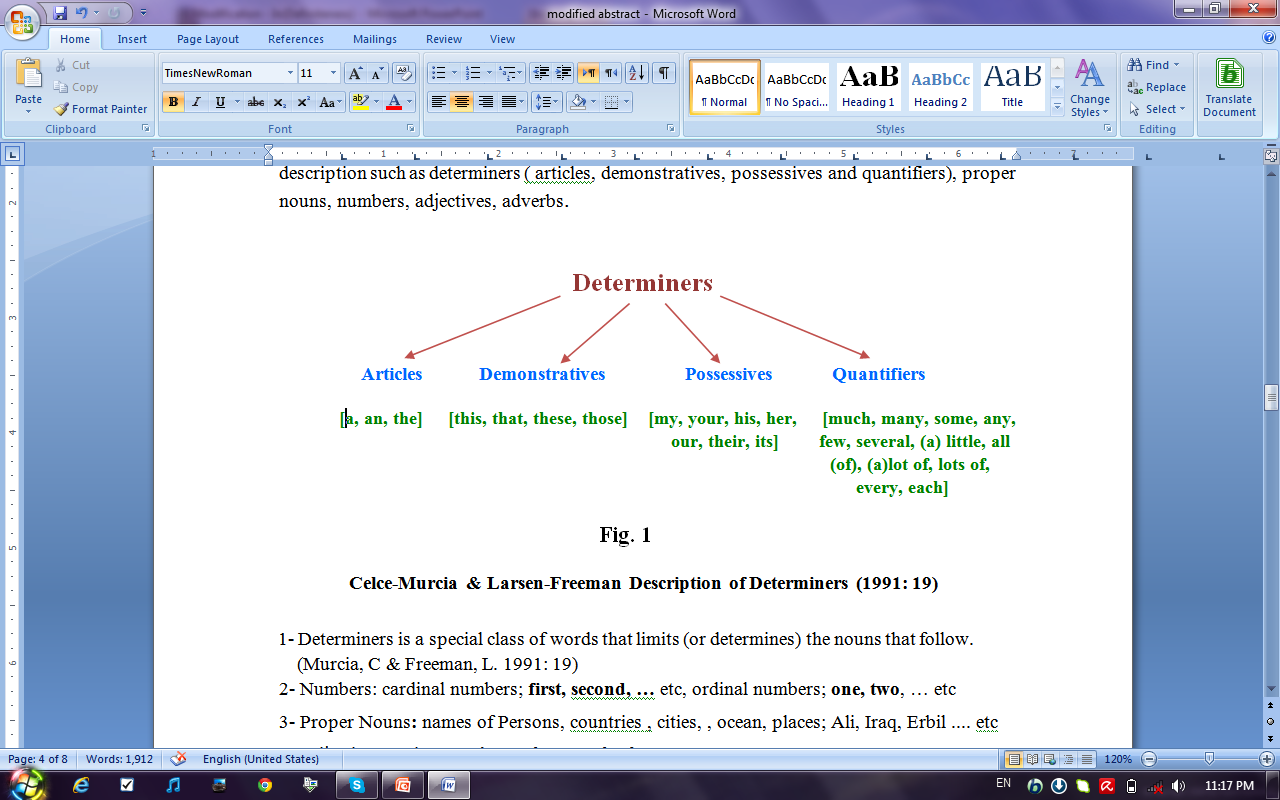 modified abstract - Microsoft Word
Home Insert Page Layout References Mailings Review View
Paste
Cut
Copy
Format Painter
Clipboard
TimesNewRoman 11
Font
Paragraph
AaBbCcDc AaBbCcDc AaBbC AaBbCc AaB
¶ Normal ¶ No Spaci... Heading 1 Heading 2 Title
Change Styles
Styles
Find
Replace
Select
Editing
Translate Document
description such as determiners ( articles, demonstratives, possessives and quantifiers), proper
nouns, numbers, adjectives, adverbs.
Determiners
Articles Demonstratives Possessives Quantifiers
[a, an, the] [this, that, these, those] [my, your, his, her, [much, many, some, any,
our, their, its] few, several, (a) little, all
(of), (a)lot of, lots of,
every, each]
Fig. 1
Celce-Murcia & Larsen-Freeman Description of Determiners (1991: 19)
1- Determiners is a special class of words that limits (or determines) the nouns that follow.
(Murcia, C & Freeman, L. 1991: 19)
2- Numbers: cardinal numbers; first, second, … etc, ordinal numbers; one, two, … etc
3- Proper Nouns: names of Persons, countries , cities, , ocean, places; Ali, Iraq, Erbil .... etc
Page: 4 of 8 Words: 1,912 English (United States) 120%
EN 11:17 PM